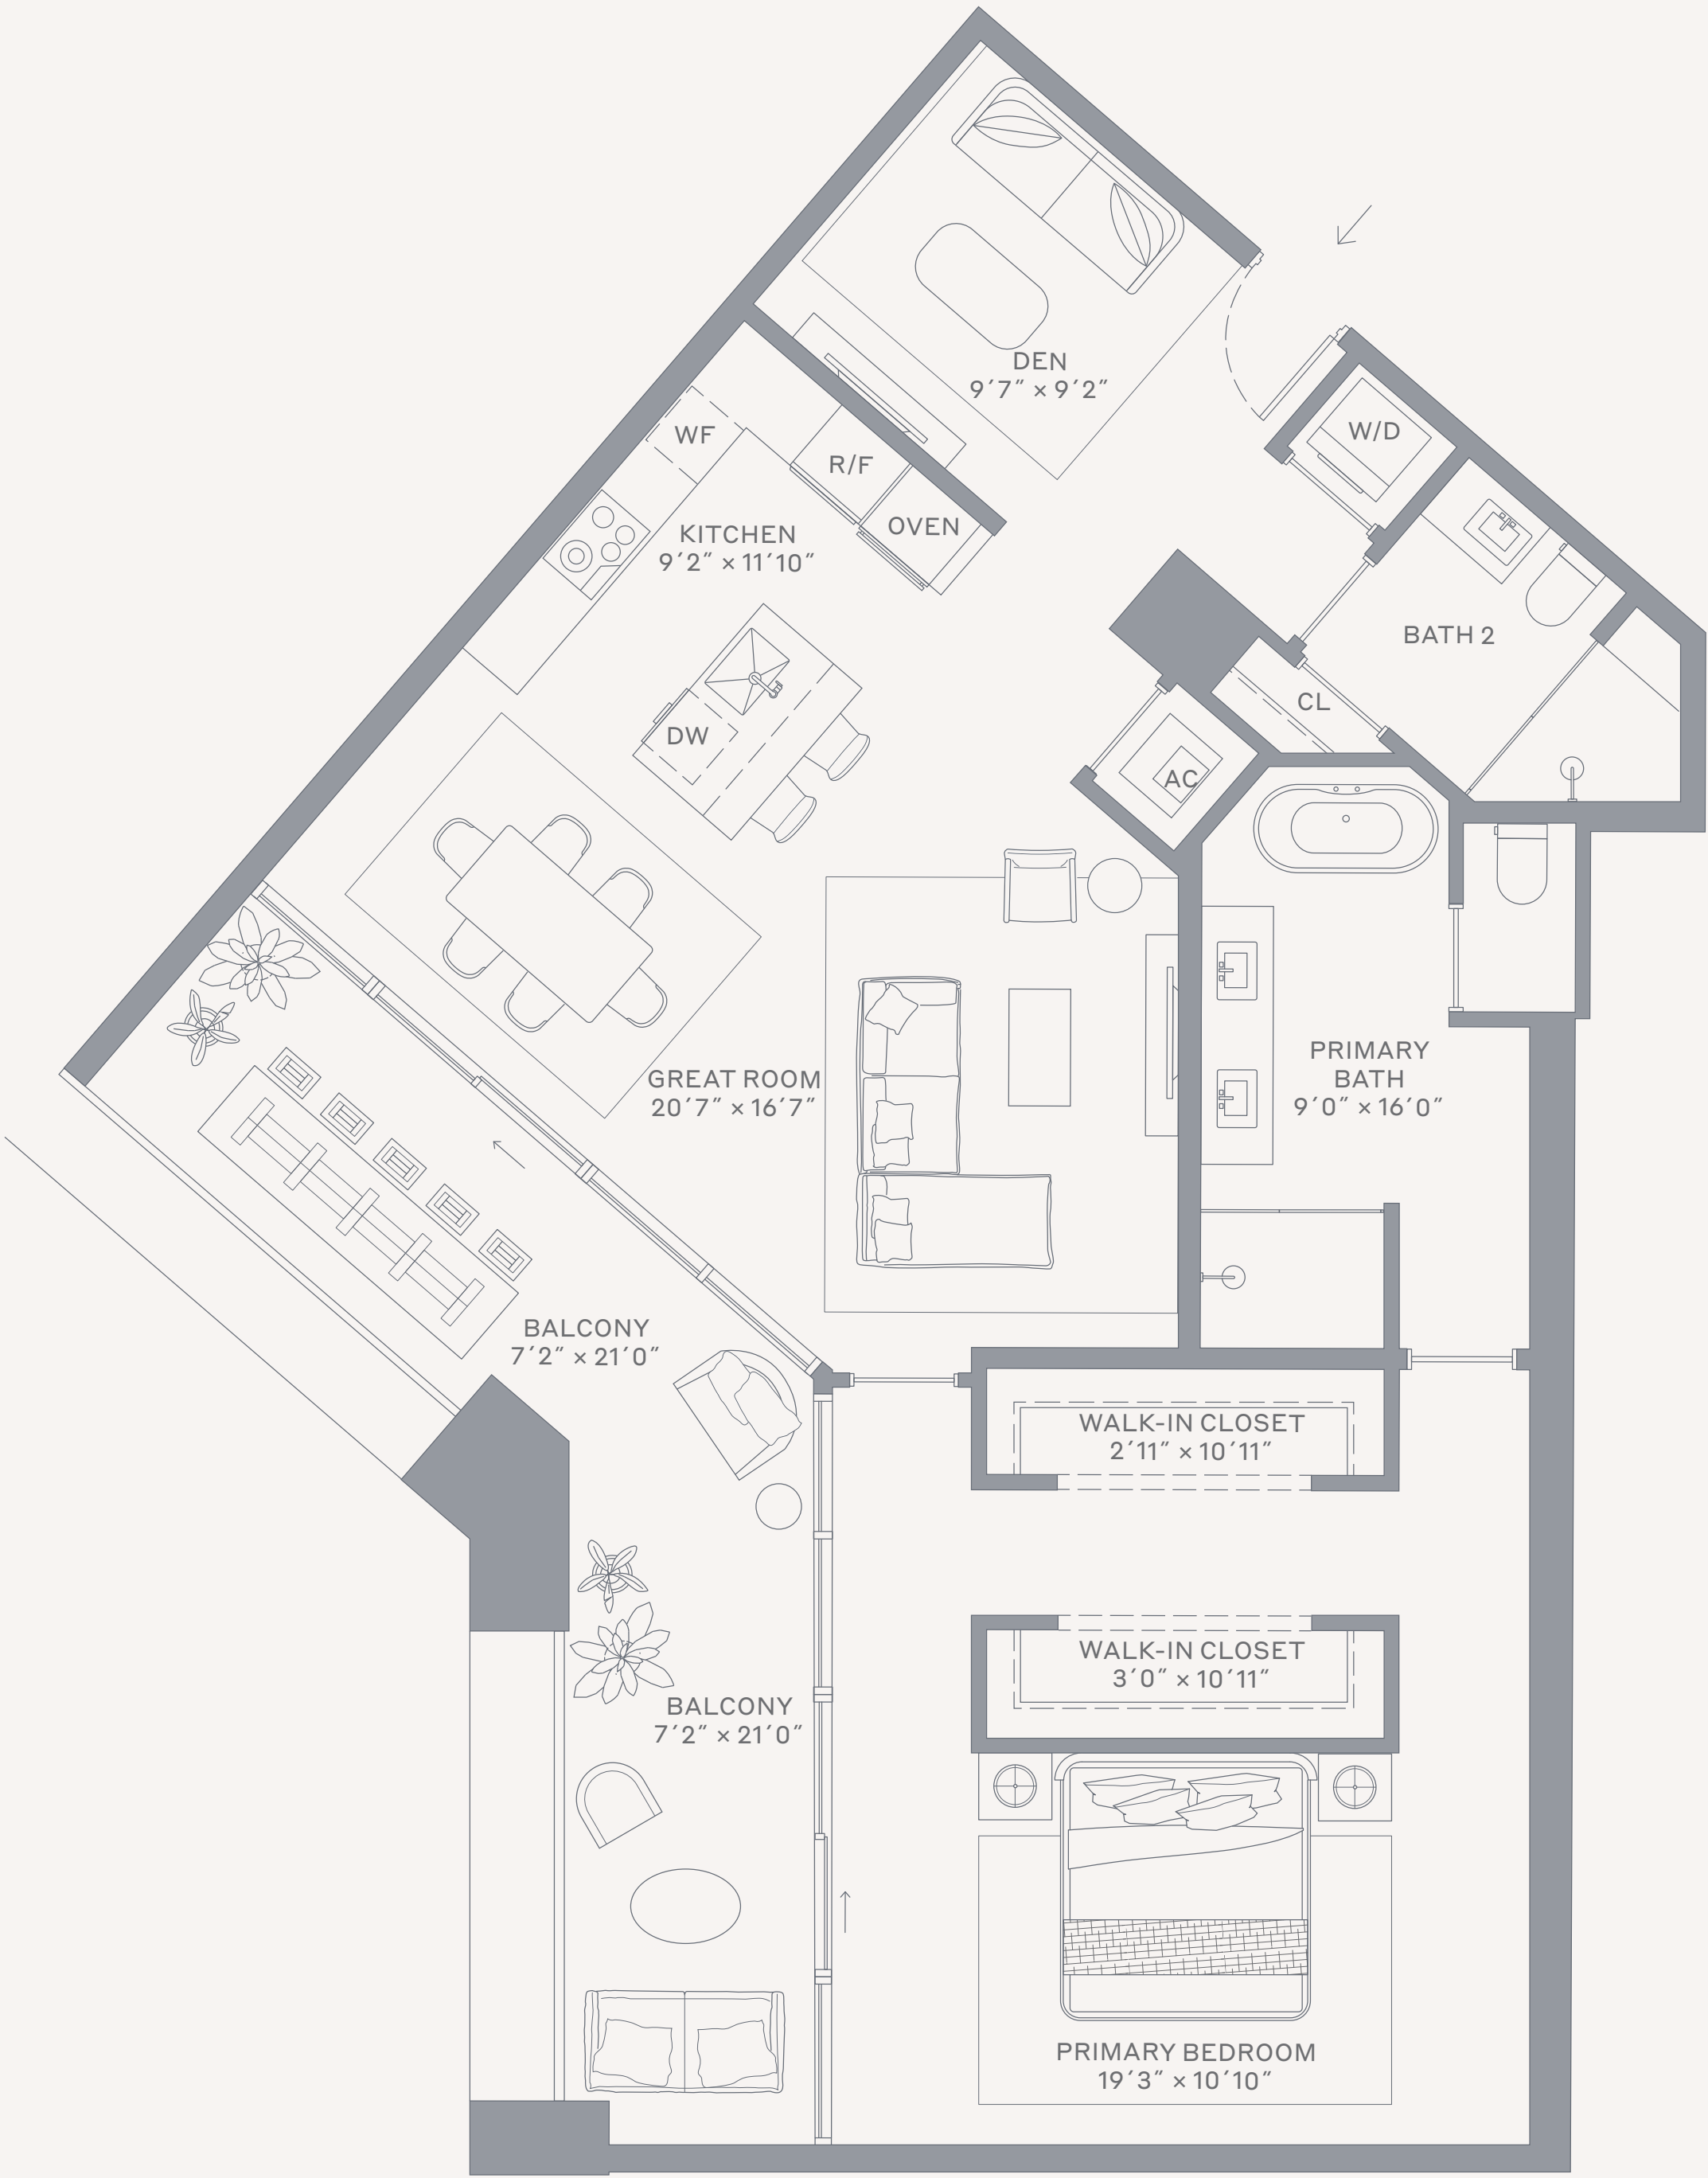 DEN
9´7˝ × 9´2˝
W/D
WF
R/F
OVEN
KITCHEN
9´2˝ × 11´10˝
BATH 2
CL
DW
AC
PRIMARY
BATH
9´0˝ × 16´0˝
GREAT ROOM
20´7˝ × 16´7˝
BALCONY
7´2˝ × 21´0˝
WALK-IN CLOSET
2´11˝ × 10´11˝
WALK-IN CLOSET
3´0˝ × 10´11˝
BALCONY
7´2˝ × 21´0˝
PRIMARY BEDROOM
19´3˝ × 10´10˝